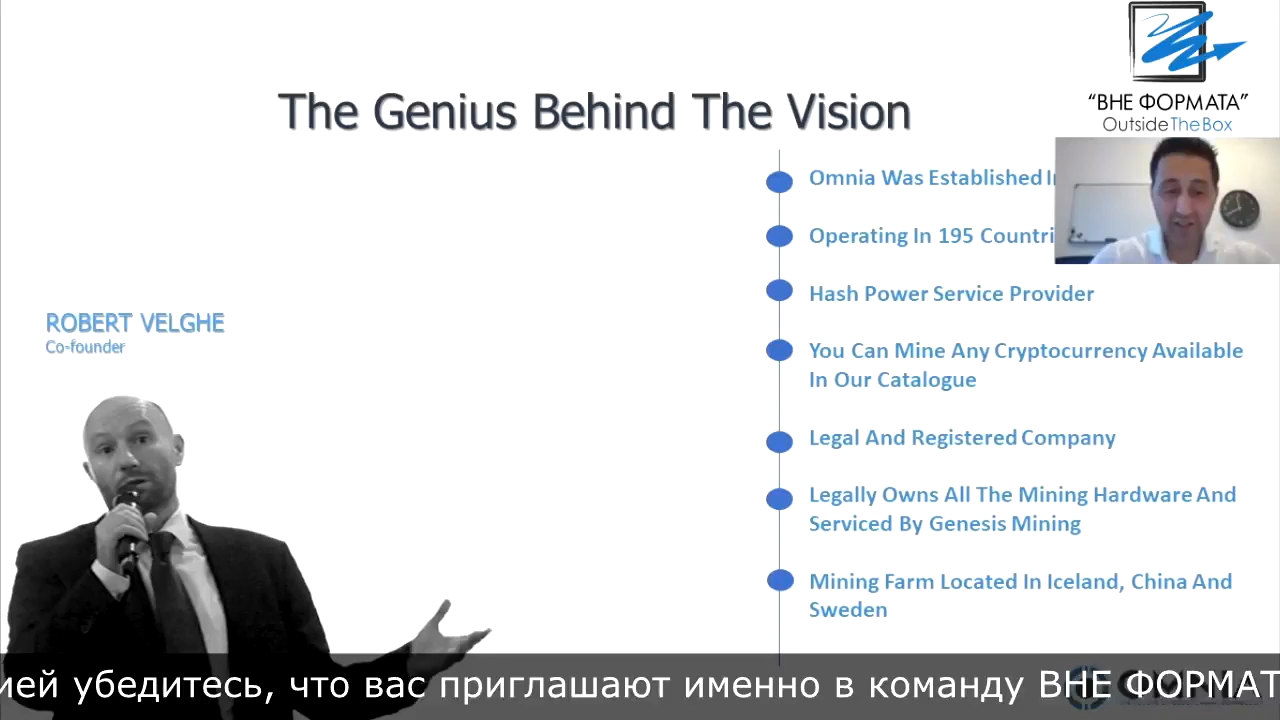 "ВНЕ ФОРМАТА"
OutsideTheBox
The Genius Behind The Vision
ROBERT VELGHE
Co-founder
Omnia Was Established
Operating In 195
Hash Power Service Provider
You Can Mine Any Cryptocurrency Available
In Our Catalogue
Legal And Registered Company
Legally Owns All The Mining Hardware And
Serviced By Genesis Mining
Mining Farm Located In Iceland, China And
Sweden
убедитесь, что вас приглашают именно в команду ВНЕ ФОРМАТ